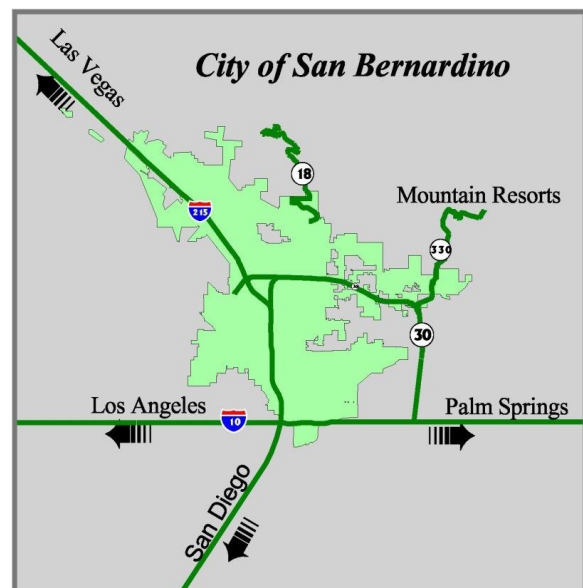 City of San Bernardino
Las Vegas
18
215
Mountain Resorts
330
30
Los Angeles
10
Palm Springs
San Diego